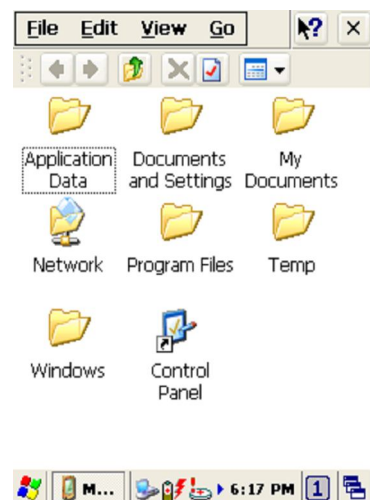 File Edit View Go ?
Application Data Documents and Settings My Documents
Network Program Files Temp
Windows Control Panel
M... 6:17 PM 1